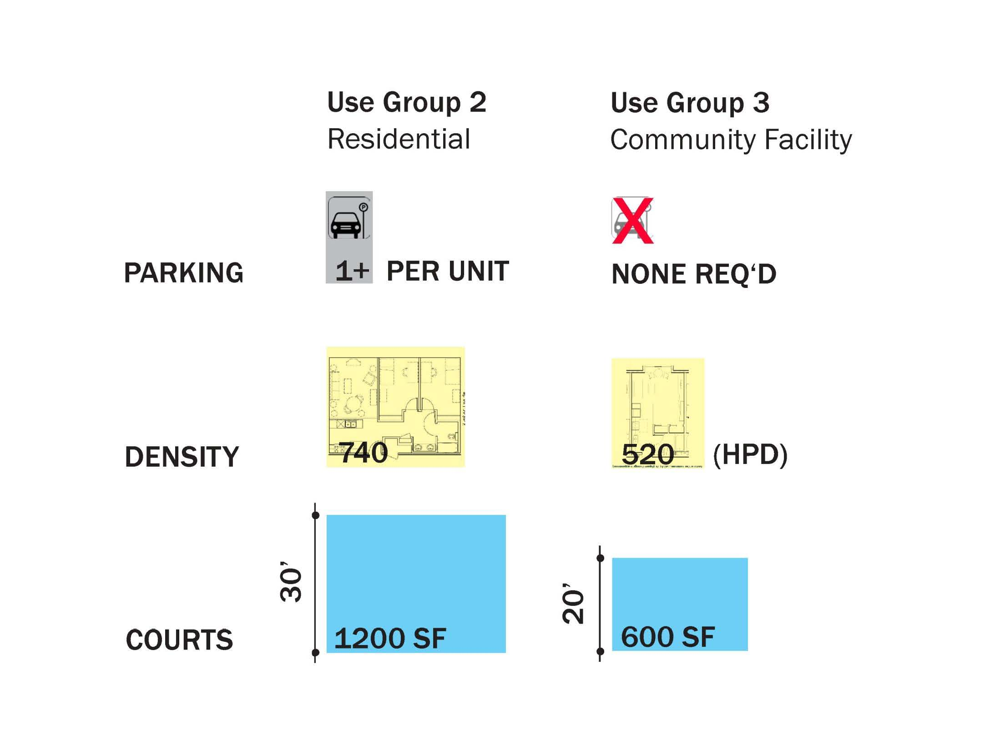 Use Group 2
Residential
Use Group 3
Community Facility
P
PARKING
1+ PER UNIT
NONE REQ‘D
DENSITY
740
520 (HPD)
COURTS
30’
1200 SF
20’
600 SF